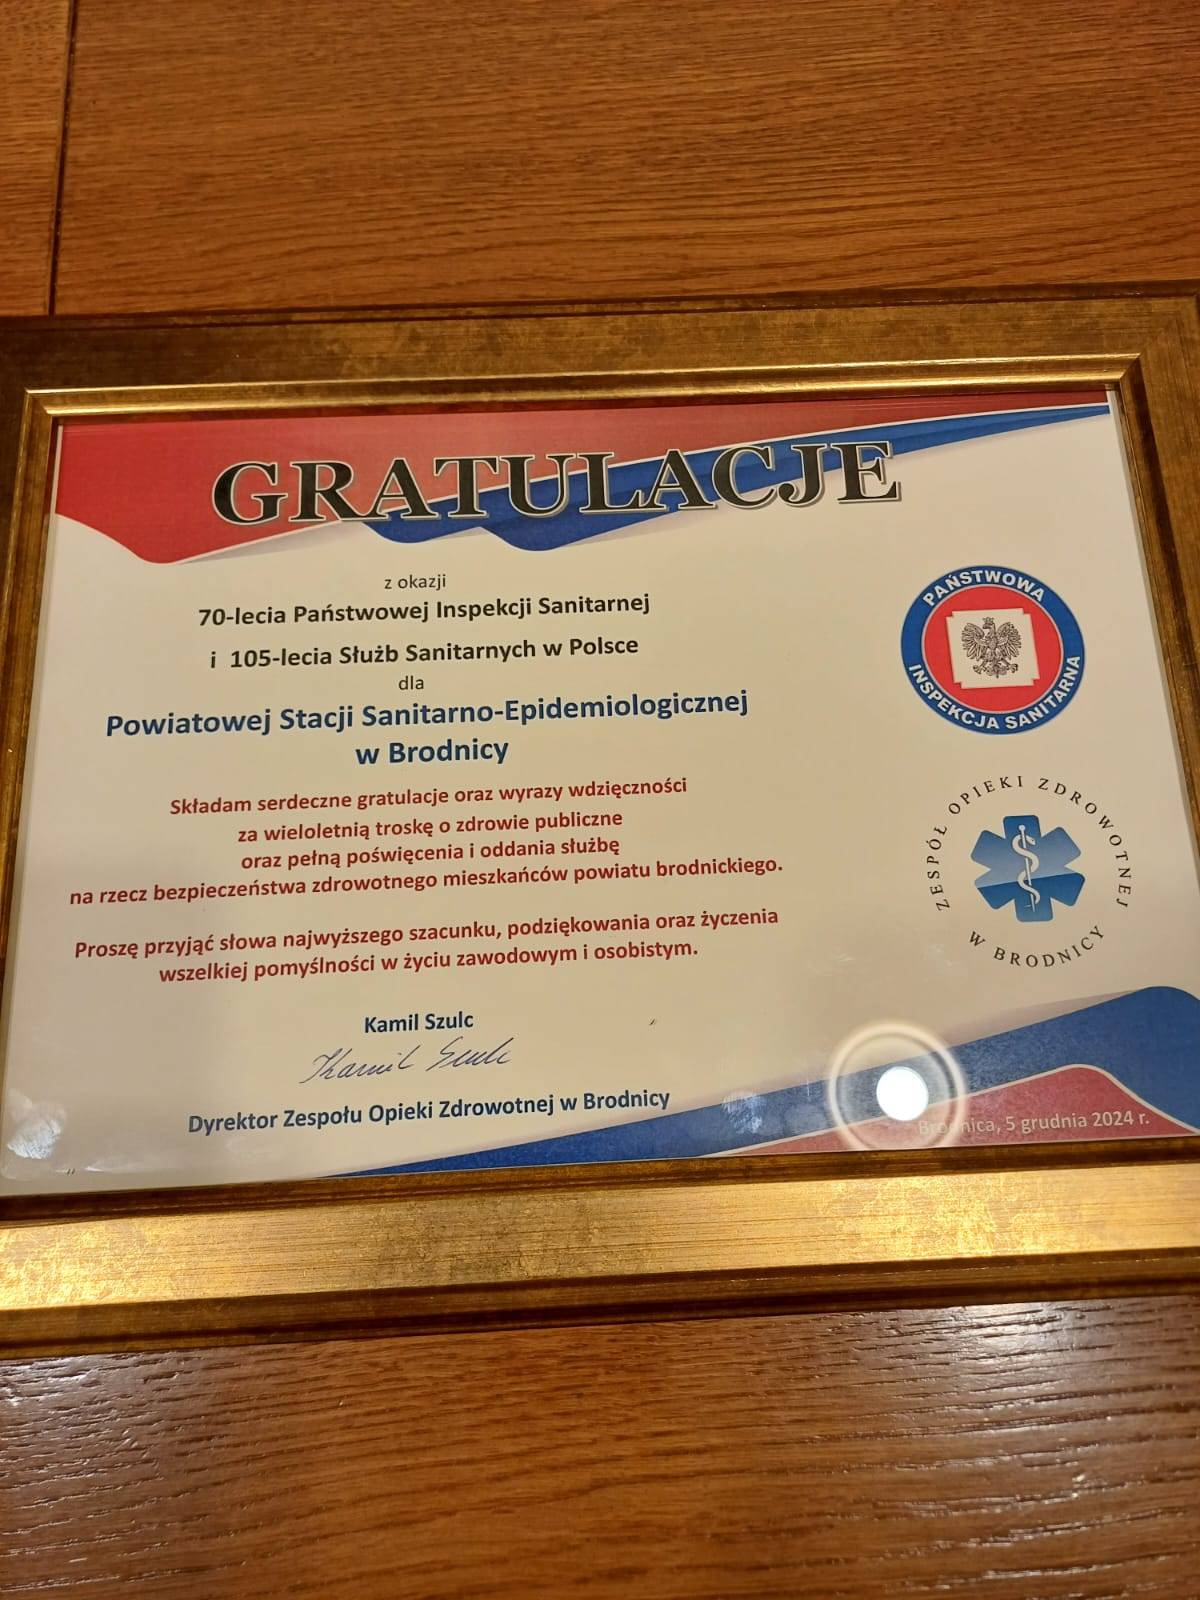 GRATULACJE
z okazji
70-lecia Państwowej Inspekcji Sanitarnej
i 105-lecia Służb Sanitarnych w Polsce
dla
Powiatowej Stacji Sanitarno-Epidemiologicznej
w Brodnicy
Składam serdeczne gratulacje oraz wyrazy wdzięczności
za wieloletnią troskę o zdrowie publiczne
oraz pełną poświęcenia i oddania służbę
na rzecz bezpieczeństwa zdrowotnego mieszkańców powiatu brodnickiego.
Proszę przyjąć słowa najwyższego szacunku, podziękowania oraz życzenia
wszelkiej pomyślności w życiu zawodowym i osobistym.
Kamil Szulc
Kamil Szulc
Dyrektor Zespołu Opieki Zdrowotnej w Brodnicy
PAŃSTWOWA
INSPEKCJA SANITARNA
ZESPÓŁ OPIEKI ZDROWOTNEJ
W BRODNICY
Brodnica, 5 grudnia 2024 r.